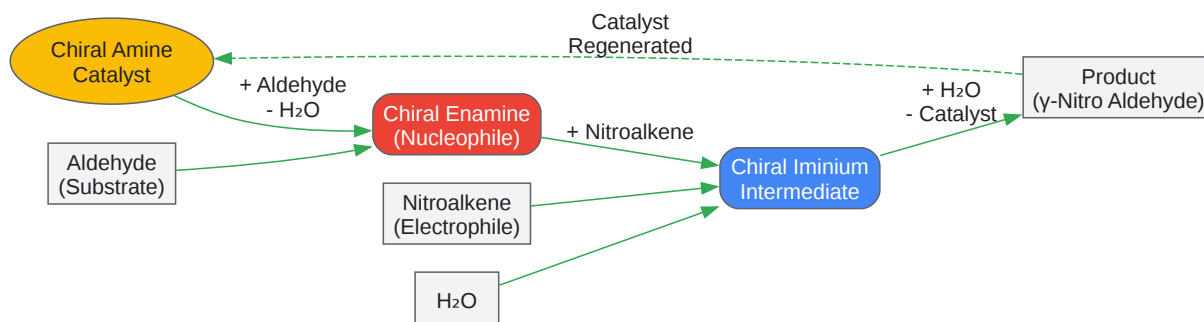 Catalyst
Regenerated
Chiral Amine
Catalyst
+ Aldehyde
- H₂O
Product
(γ-Nitro Aldehyde)
+ H₂O
- Catalyst
Chiral Enamine
(Nucleophile)
+ Nitroalkene
Aldehyde
(Substrate)
Chiral Iminium
Intermediate
Nitroalkene
(Electrophile)
H₂O